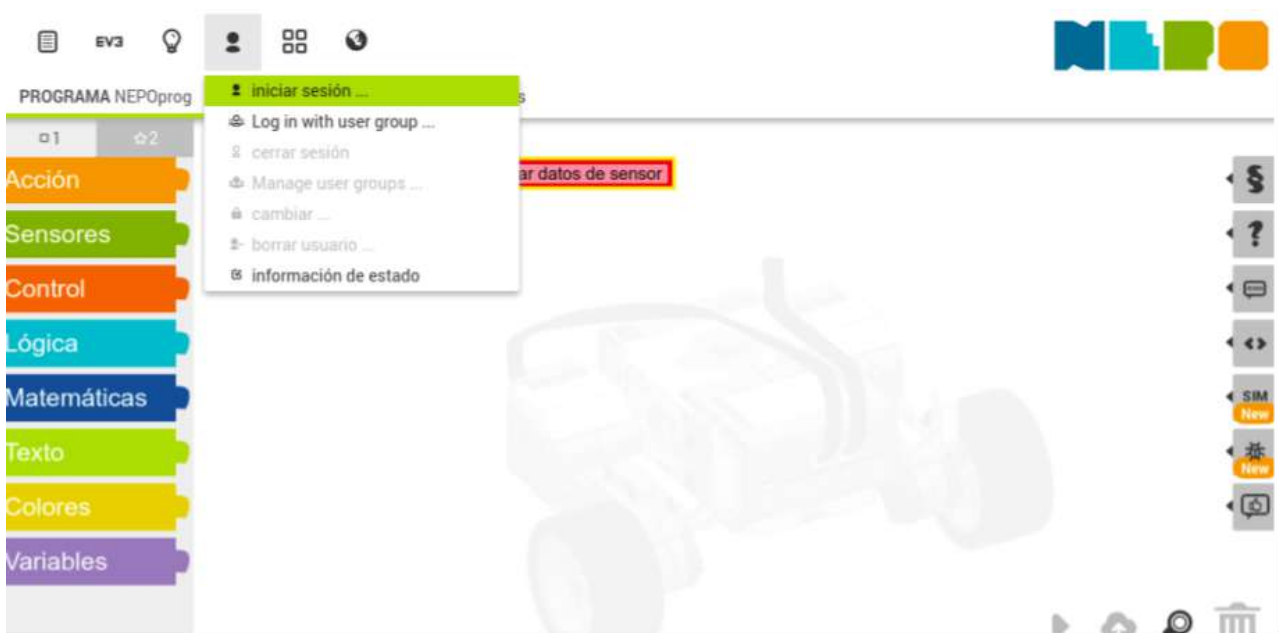 EV3
NEPO
PROGRAMA NEPOprog
iniciar sesión ...
Log in with user group ...
cerrar sesión
Manage user groups ...
cambiar ...
borrar usuario ...
información de estado
s
1
2
ar datos de sensor
Acción
Sensores
Control
Lógica
Matemáticas
Texto
Colores
Variables
§
?
SIM
New
New